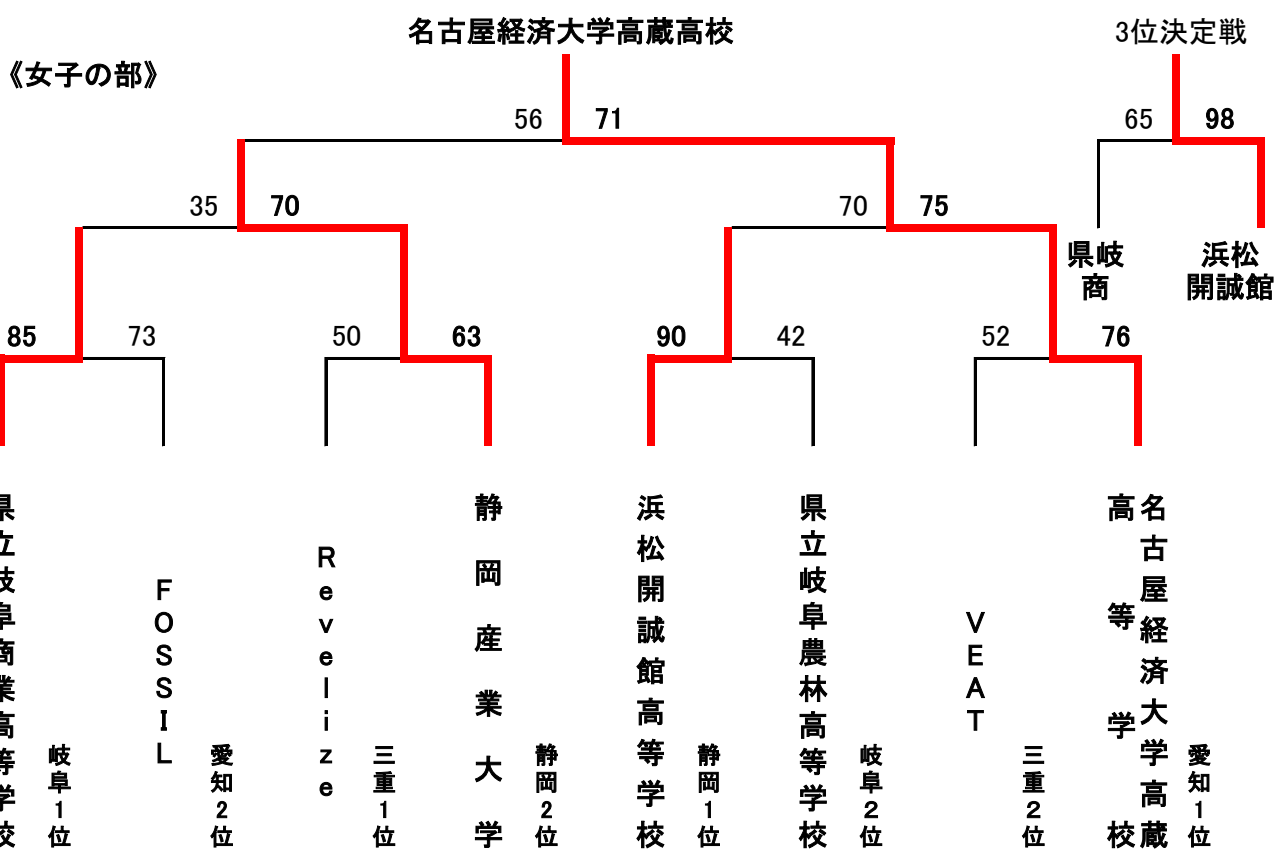 名古屋経済大学高蔵高校
3位決定戦
《女子の部》
56 71
65 98
35 70
70 75
県岐商
浜松開誠館
85 73
50 63
90 42
52 76
県立岐阜商業高等学校
岐阜1位
FOSSIL
愛知2位
Revelize
三重1位
静岡産業大学
静岡2位
浜松開誠館高等学校
静岡1位
県立岐阜農林高等学校
岐阜2位
VEAT
三重2位
名古屋経済大学高蔵
高等学校
愛知1位